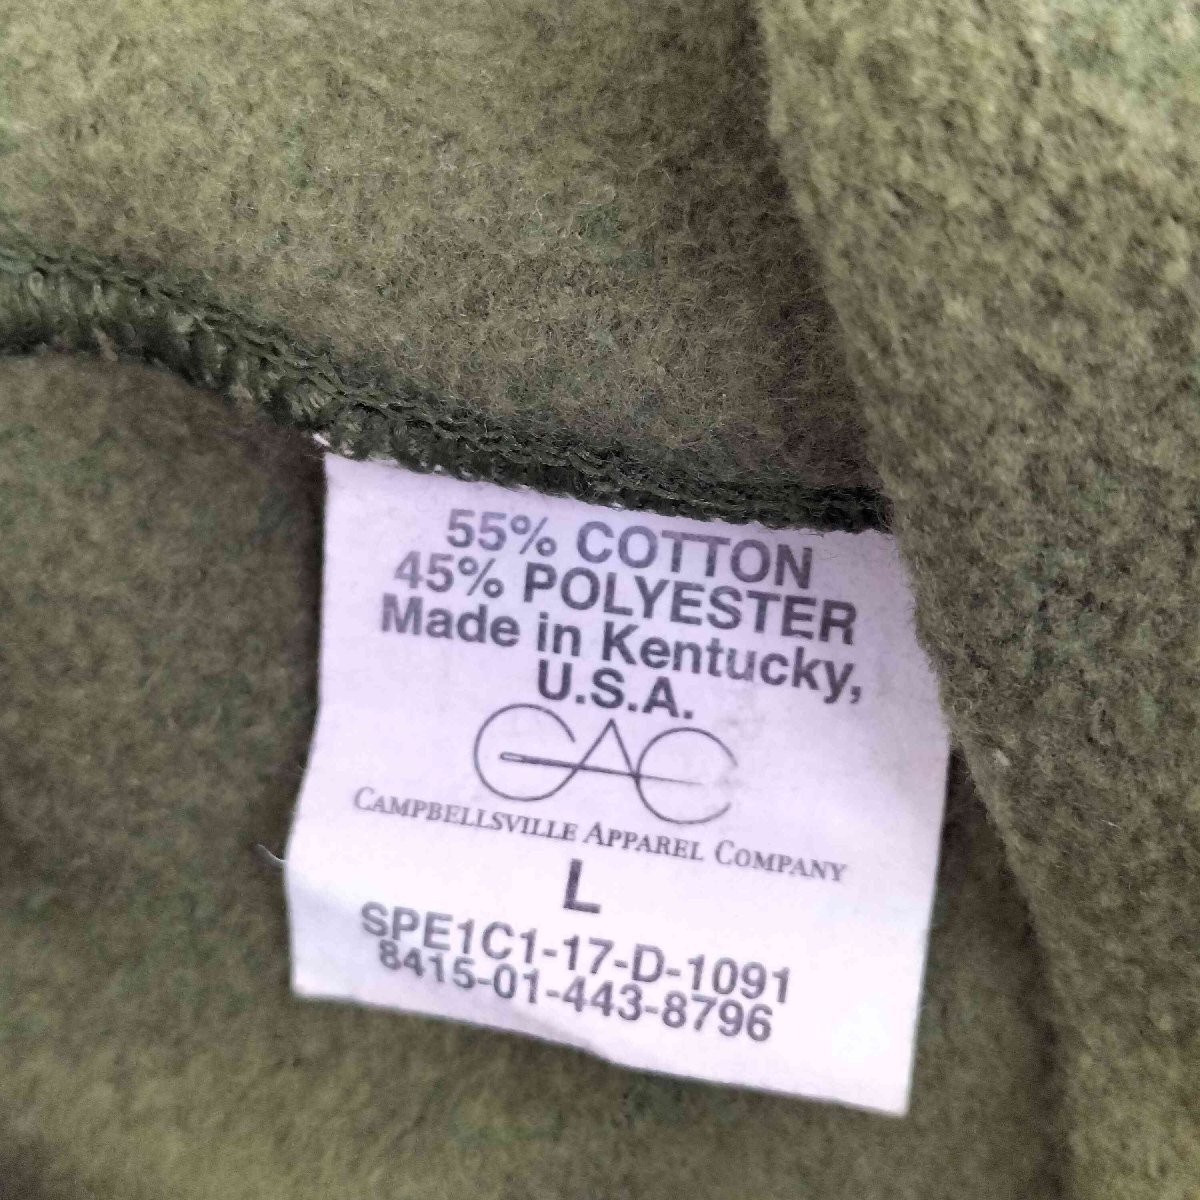 55% COTTON
45% POLYESTER
Made in Kentucky,
U.S.A.
CAC
CAMPBELLSVILLE APPAREL COMPANY
L
SPE1C1-17-D-1091
8415-01-443-8796